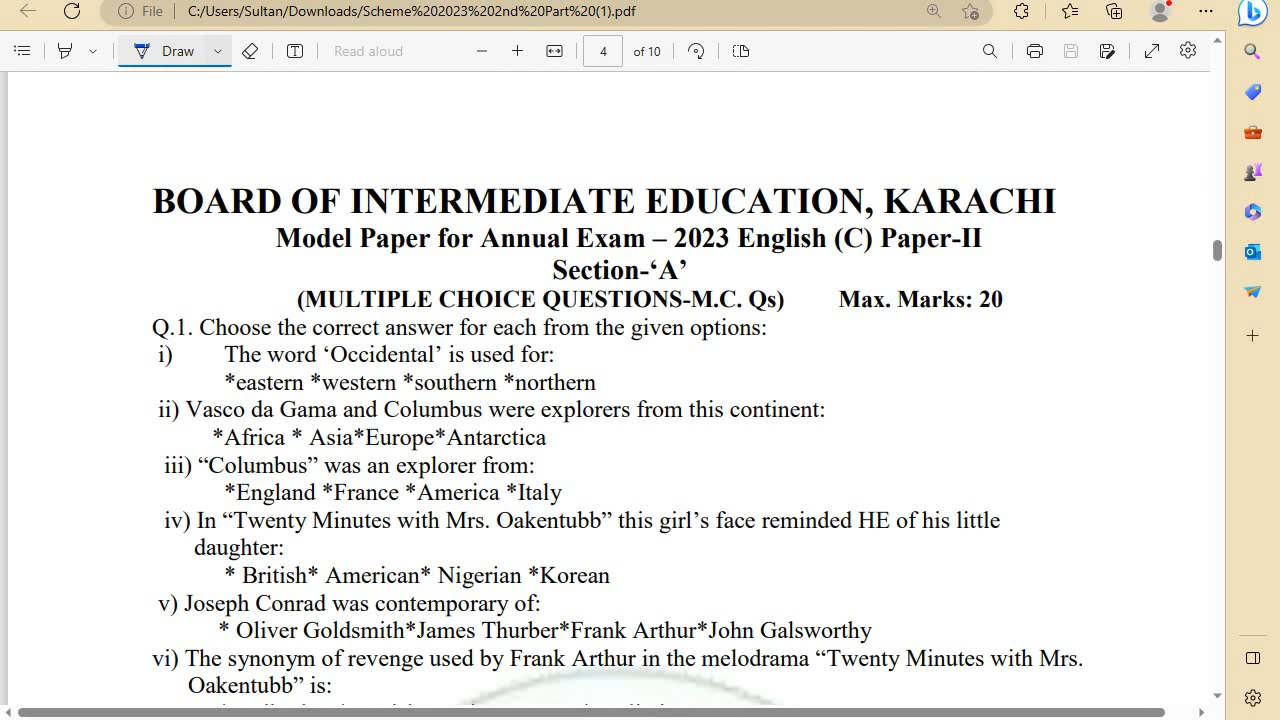 File
C:/Users/Sultan/Downloads/Scheme%202023%202nd%20Part%20(1).pdf
Draw
Read aloud
4
of 10
BOARD OF INTERMEDIATE EDUCATION, KARACHI
Model Paper for Annual Exam – 2023 English (C) Paper-II
Section-‘A’
(MULTIPLE CHOICE QUESTIONS-M.C. Qs) Max. Marks: 20
Q.1. Choose the correct answer for each from the given options:
i) The word ‘Occidental’ is used for:
*eastern *western *southern *northern
ii) Vasco da Gama and Columbus were explorers from this continent:
*Africa * Asia*Europe*Antarctica
iii) “Columbus” was an explorer from:
*England *France *America *Italy
iv) In “Twenty Minutes with Mrs. Oakentubb” this girl’s face reminded HE of his little
daughter:
* British* American* Nigerian *Korean
v) Joseph Conrad was contemporary of:
* Oliver Goldsmith*James Thurber*Frank Arthur*John Galsworthy
vi) The synonym of revenge used by Frank Arthur in the melodrama “Twenty Minutes with Mrs.
Oakentubb” is: